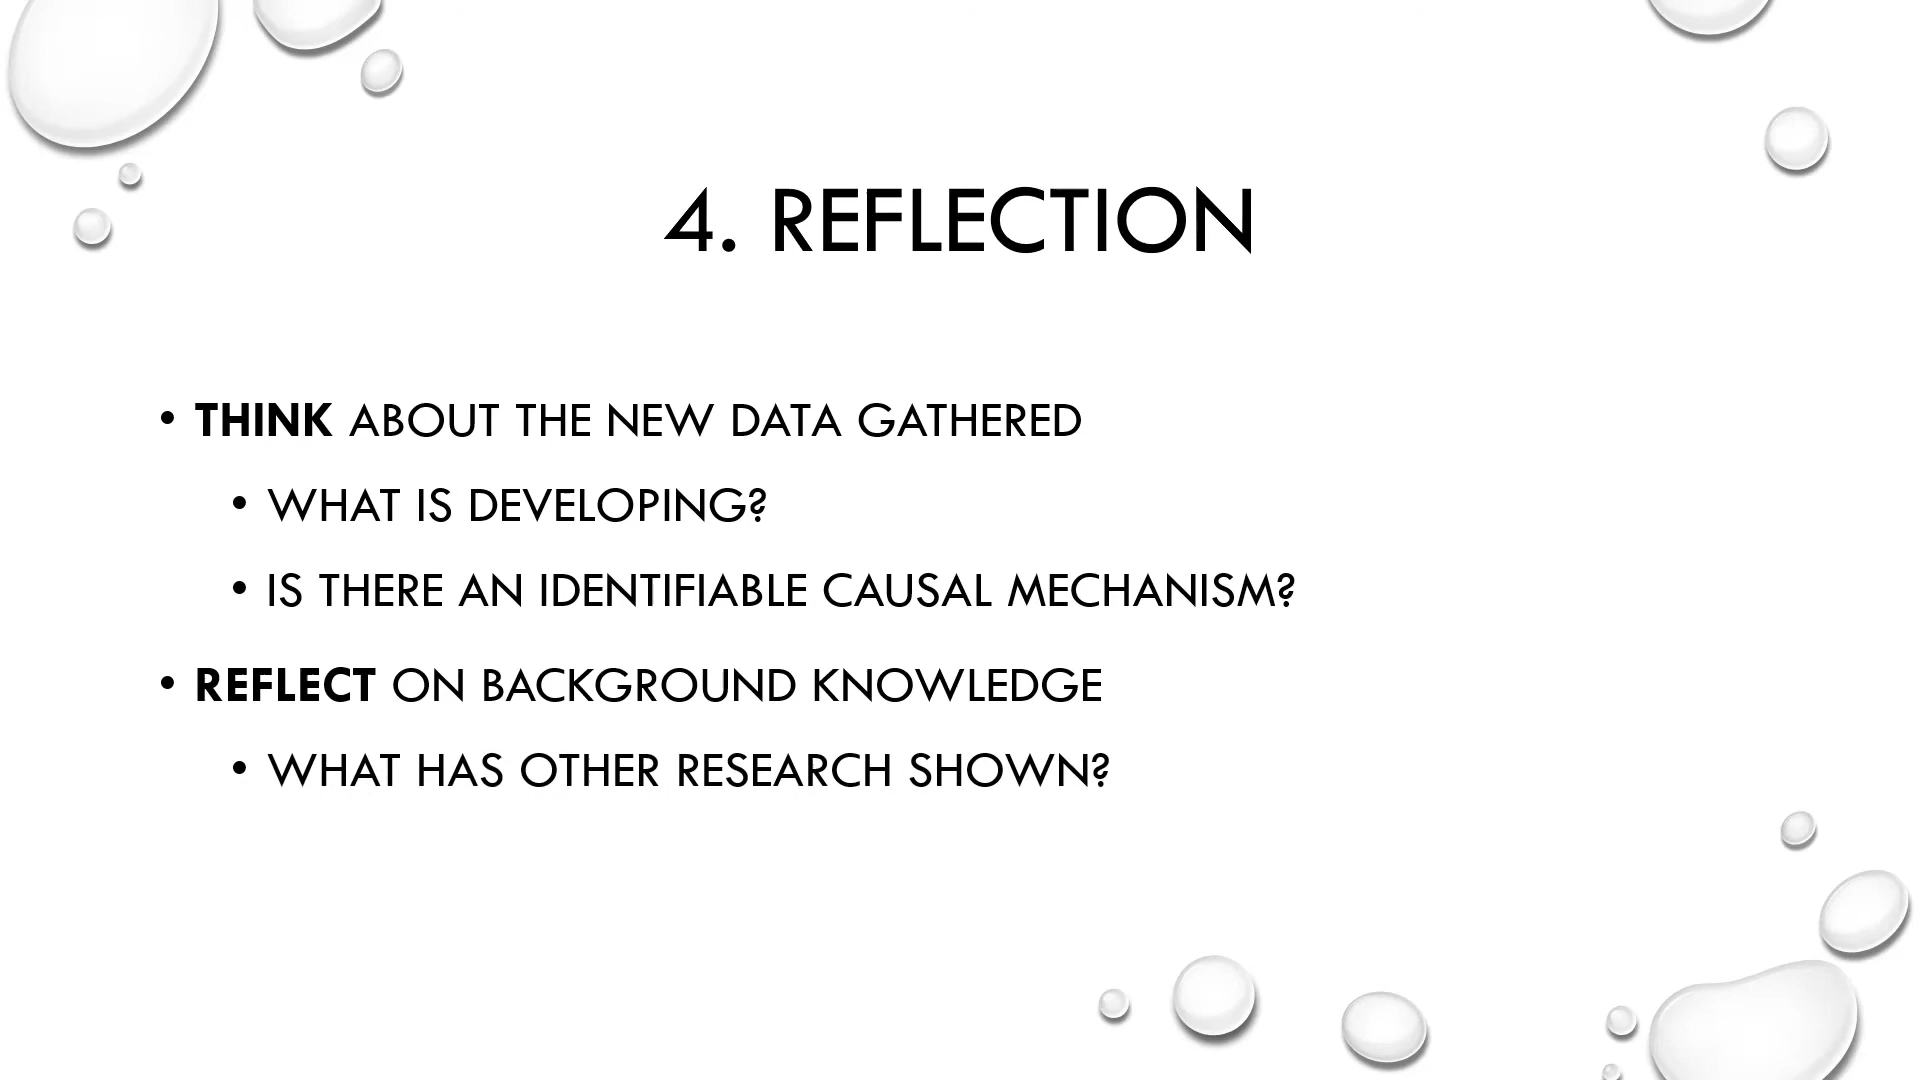 4. REFLECTION
• THINK ABOUT THE NEW DATA GATHERED
• WHAT IS DEVELOPING?
• IS THERE AN IDENTIFIABLE CAUSAL MECHANISM?
• REFLECT ON BACKGROUND KNOWLEDGE
• WHAT HAS OTHER RESEARCH SHOWN?